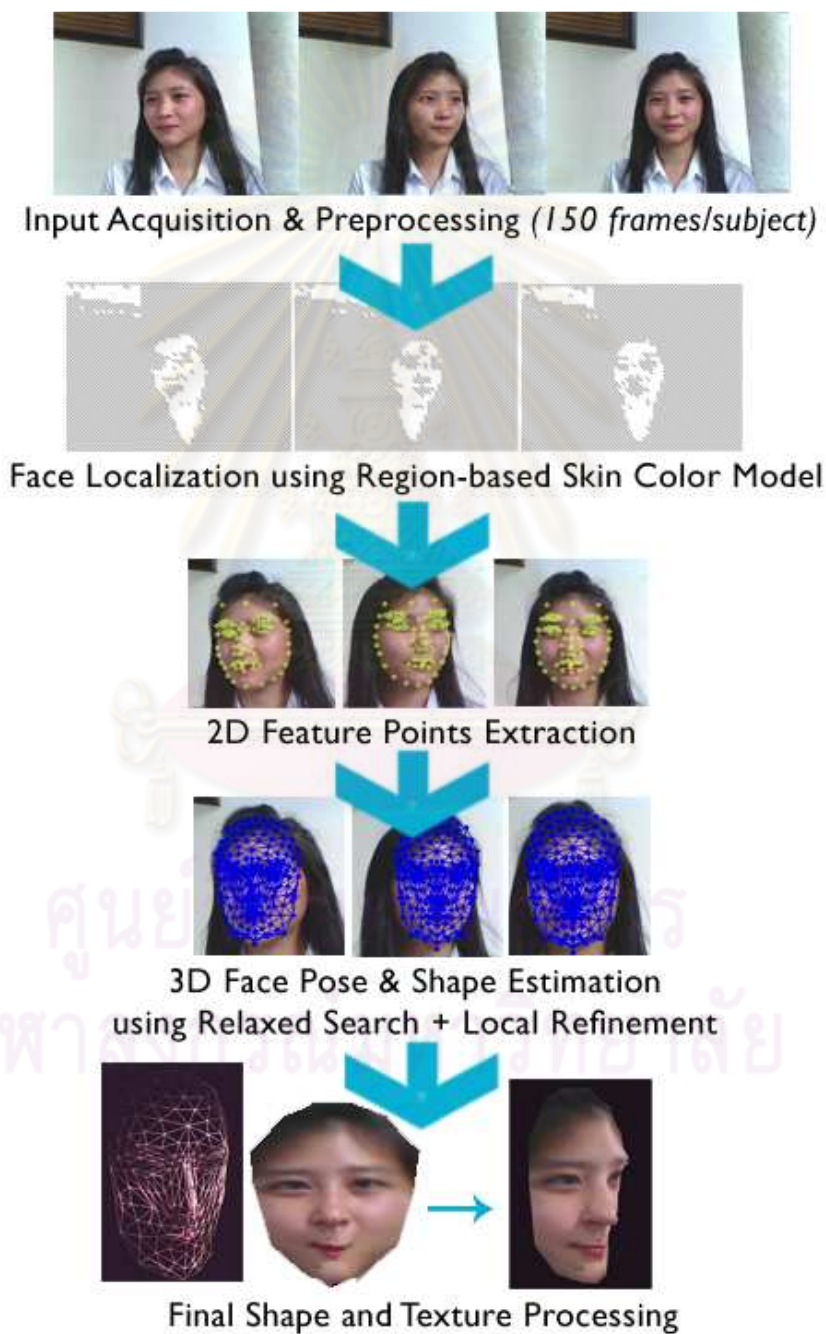 Input Acquisition & Preprocessing (150 frames/subject)
Face Localization using Region-based Skin Color Model
2D Feature Points Extraction
3D Face Pose & Shape Estimation
using Relaxed Search + Local Refinement
Final Shape and Texture Processing